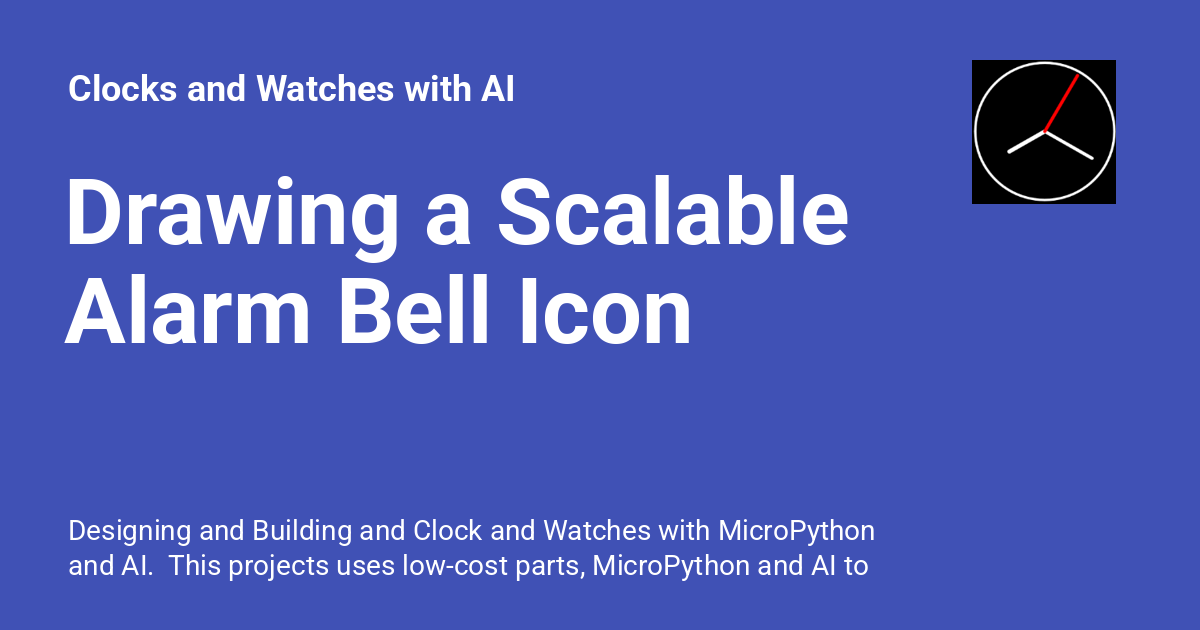 Clocks and Watches with AI
Drawing a Scalable
Alarm Bell Icon
Designing and Building and Clock and Watches with MicroPython
and AI.  This projects uses low-cost parts, MicroPython and AI to